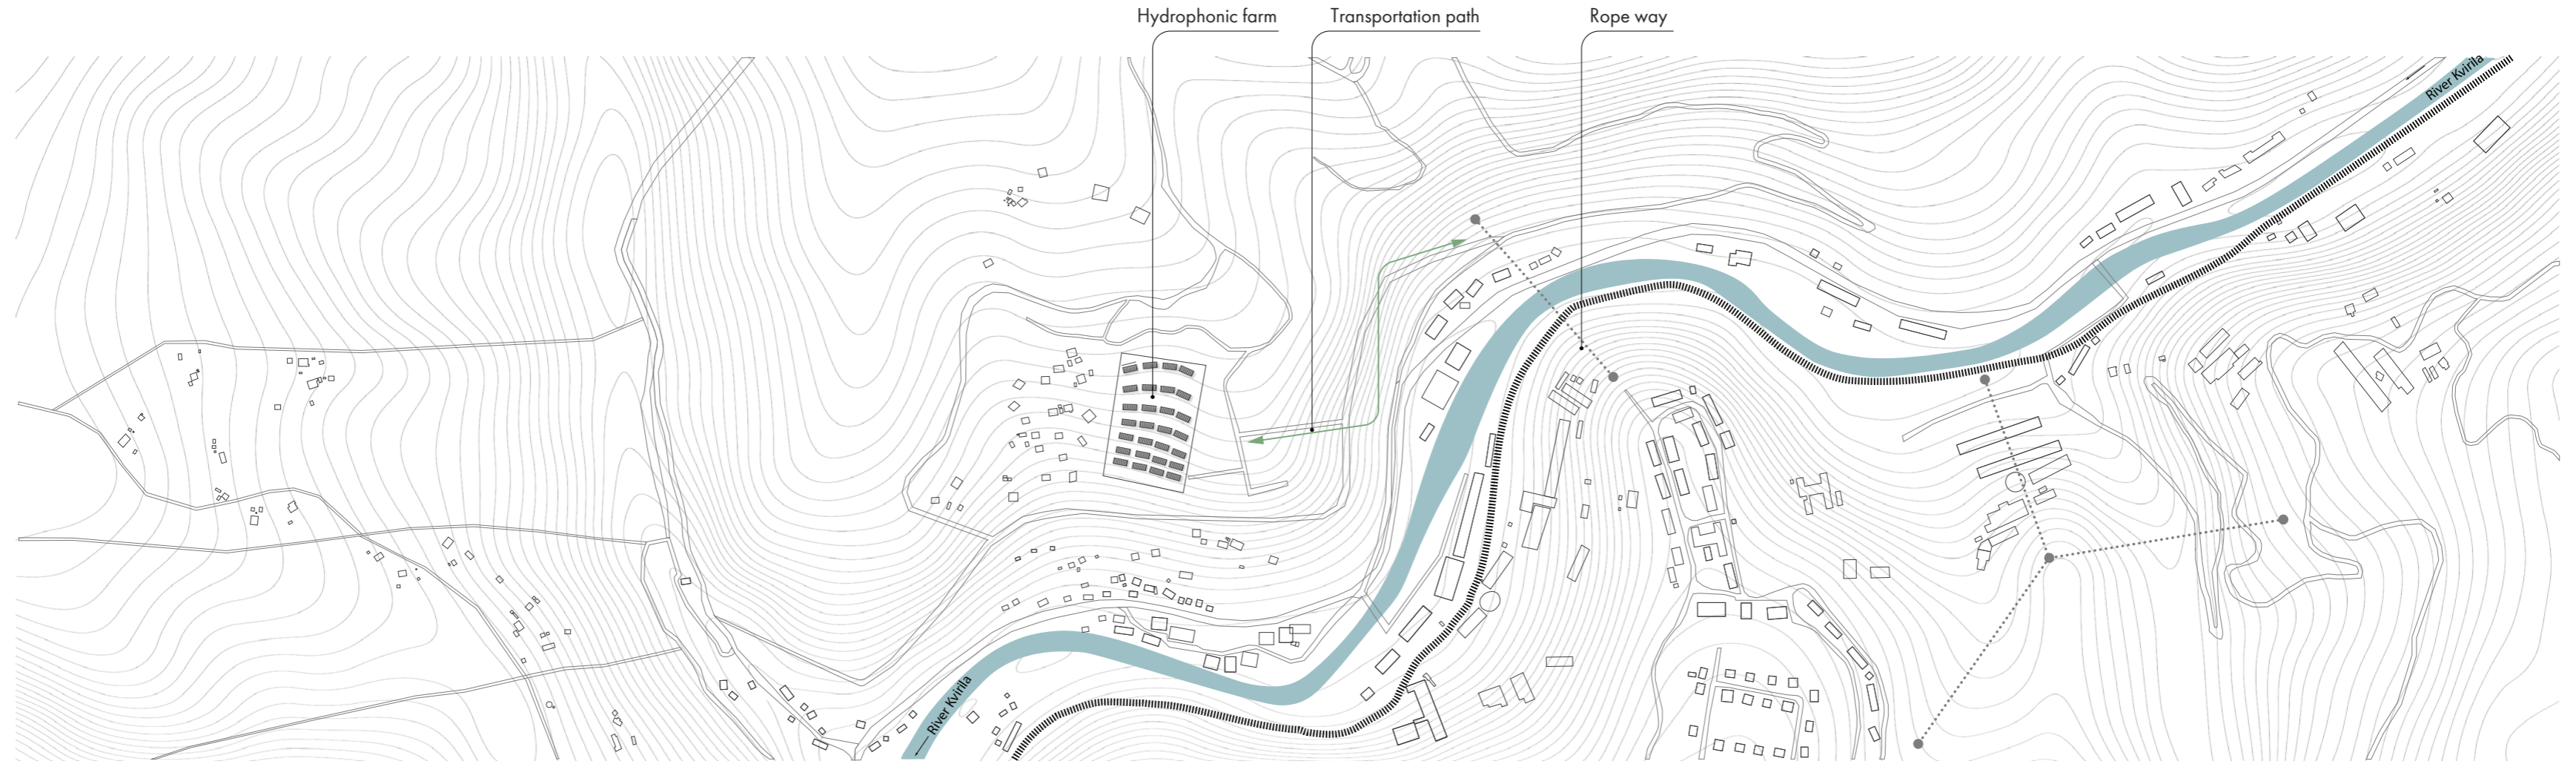 Hydrophonic farm
Transportation path
Rope way
River Kvirila
River Kvirila